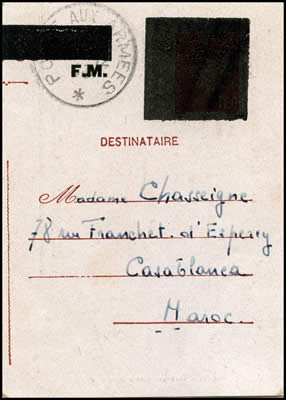 POSTE AUX ARMEES
*
F.M.
DESTINATAIRE
Madame Chasseigne
78 rue Franchet. d'Esperey
Casablanca
Maroc.